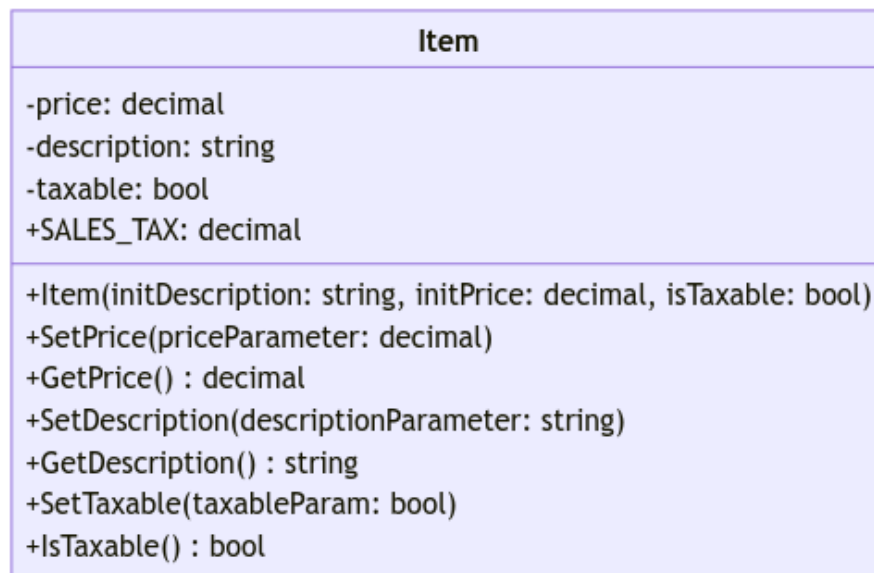 Item
-price: decimal
-description: string
-taxable: bool
+SALES_TAX: decimal
+Item(initDescription: string, initPrice: decimal, isTaxable: bool)
+SetPrice(priceParameter: decimal)
+GetPrice() : decimal
+SetDescription(descriptionParameter: string)
+GetDescription() : string
+SetTaxable(taxableParam: bool)
+IsTaxable() : bool